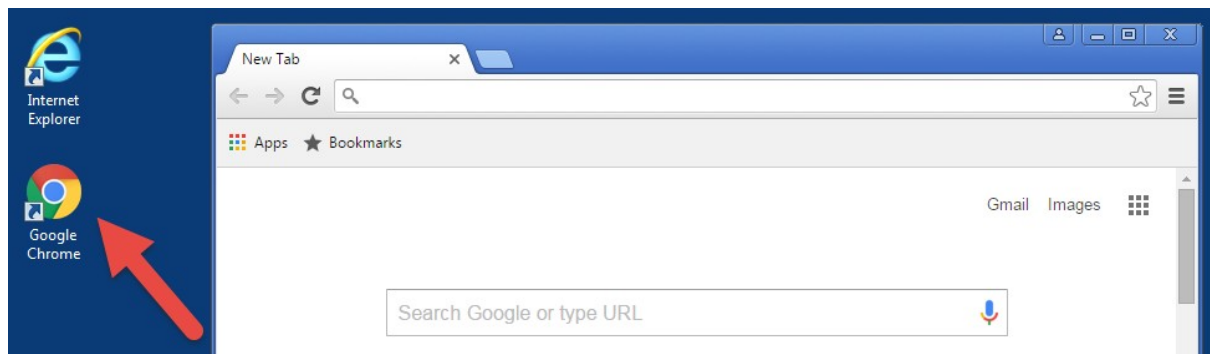 Internet
Explorer
Google
Chrome
New Tab
Apps Bookmarks
Gmail Images
Search Google or type URL